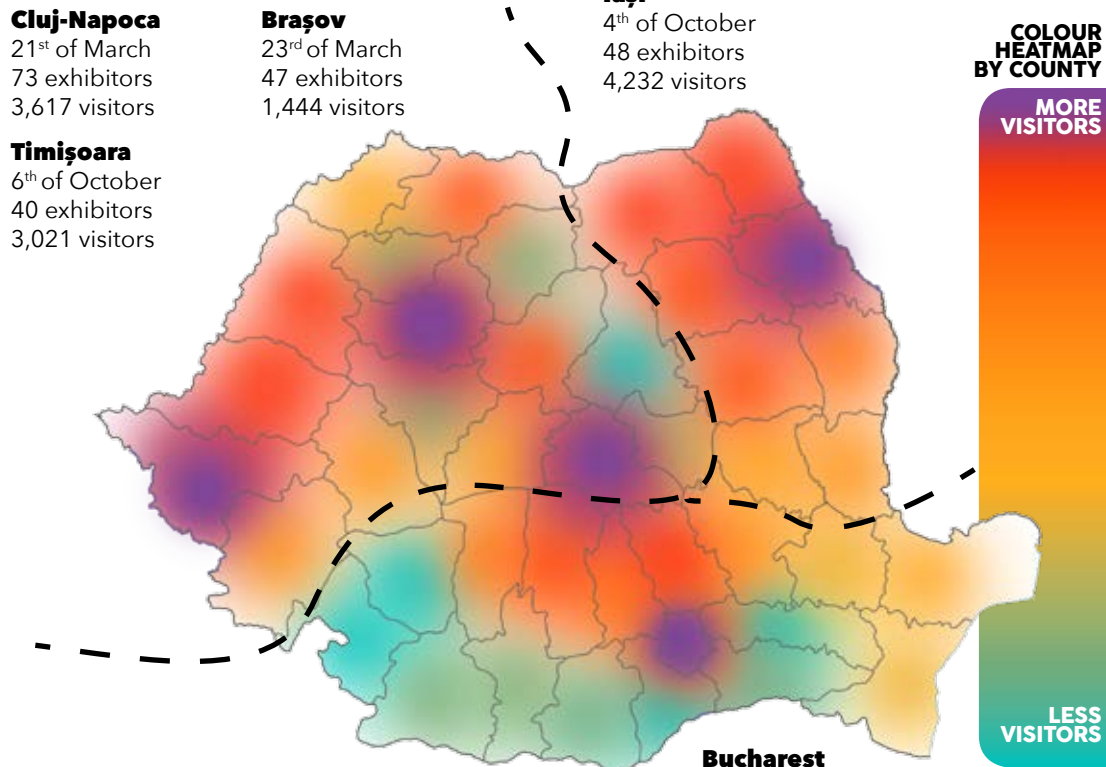 Cluj-Napoca
21st of March
73 exhibitors
3,617 visitors
Brașov
23rd of March
47 exhibitors
1,444 visitors
Iași
4th of October
48 exhibitors
4,232 visitors
Timișoara
6th of October
40 exhibitors
3,021 visitors
COLOUR
HEATMAP
BY COUNTY
MORE
VISITORS
LESS
VISITORS
Bucharest